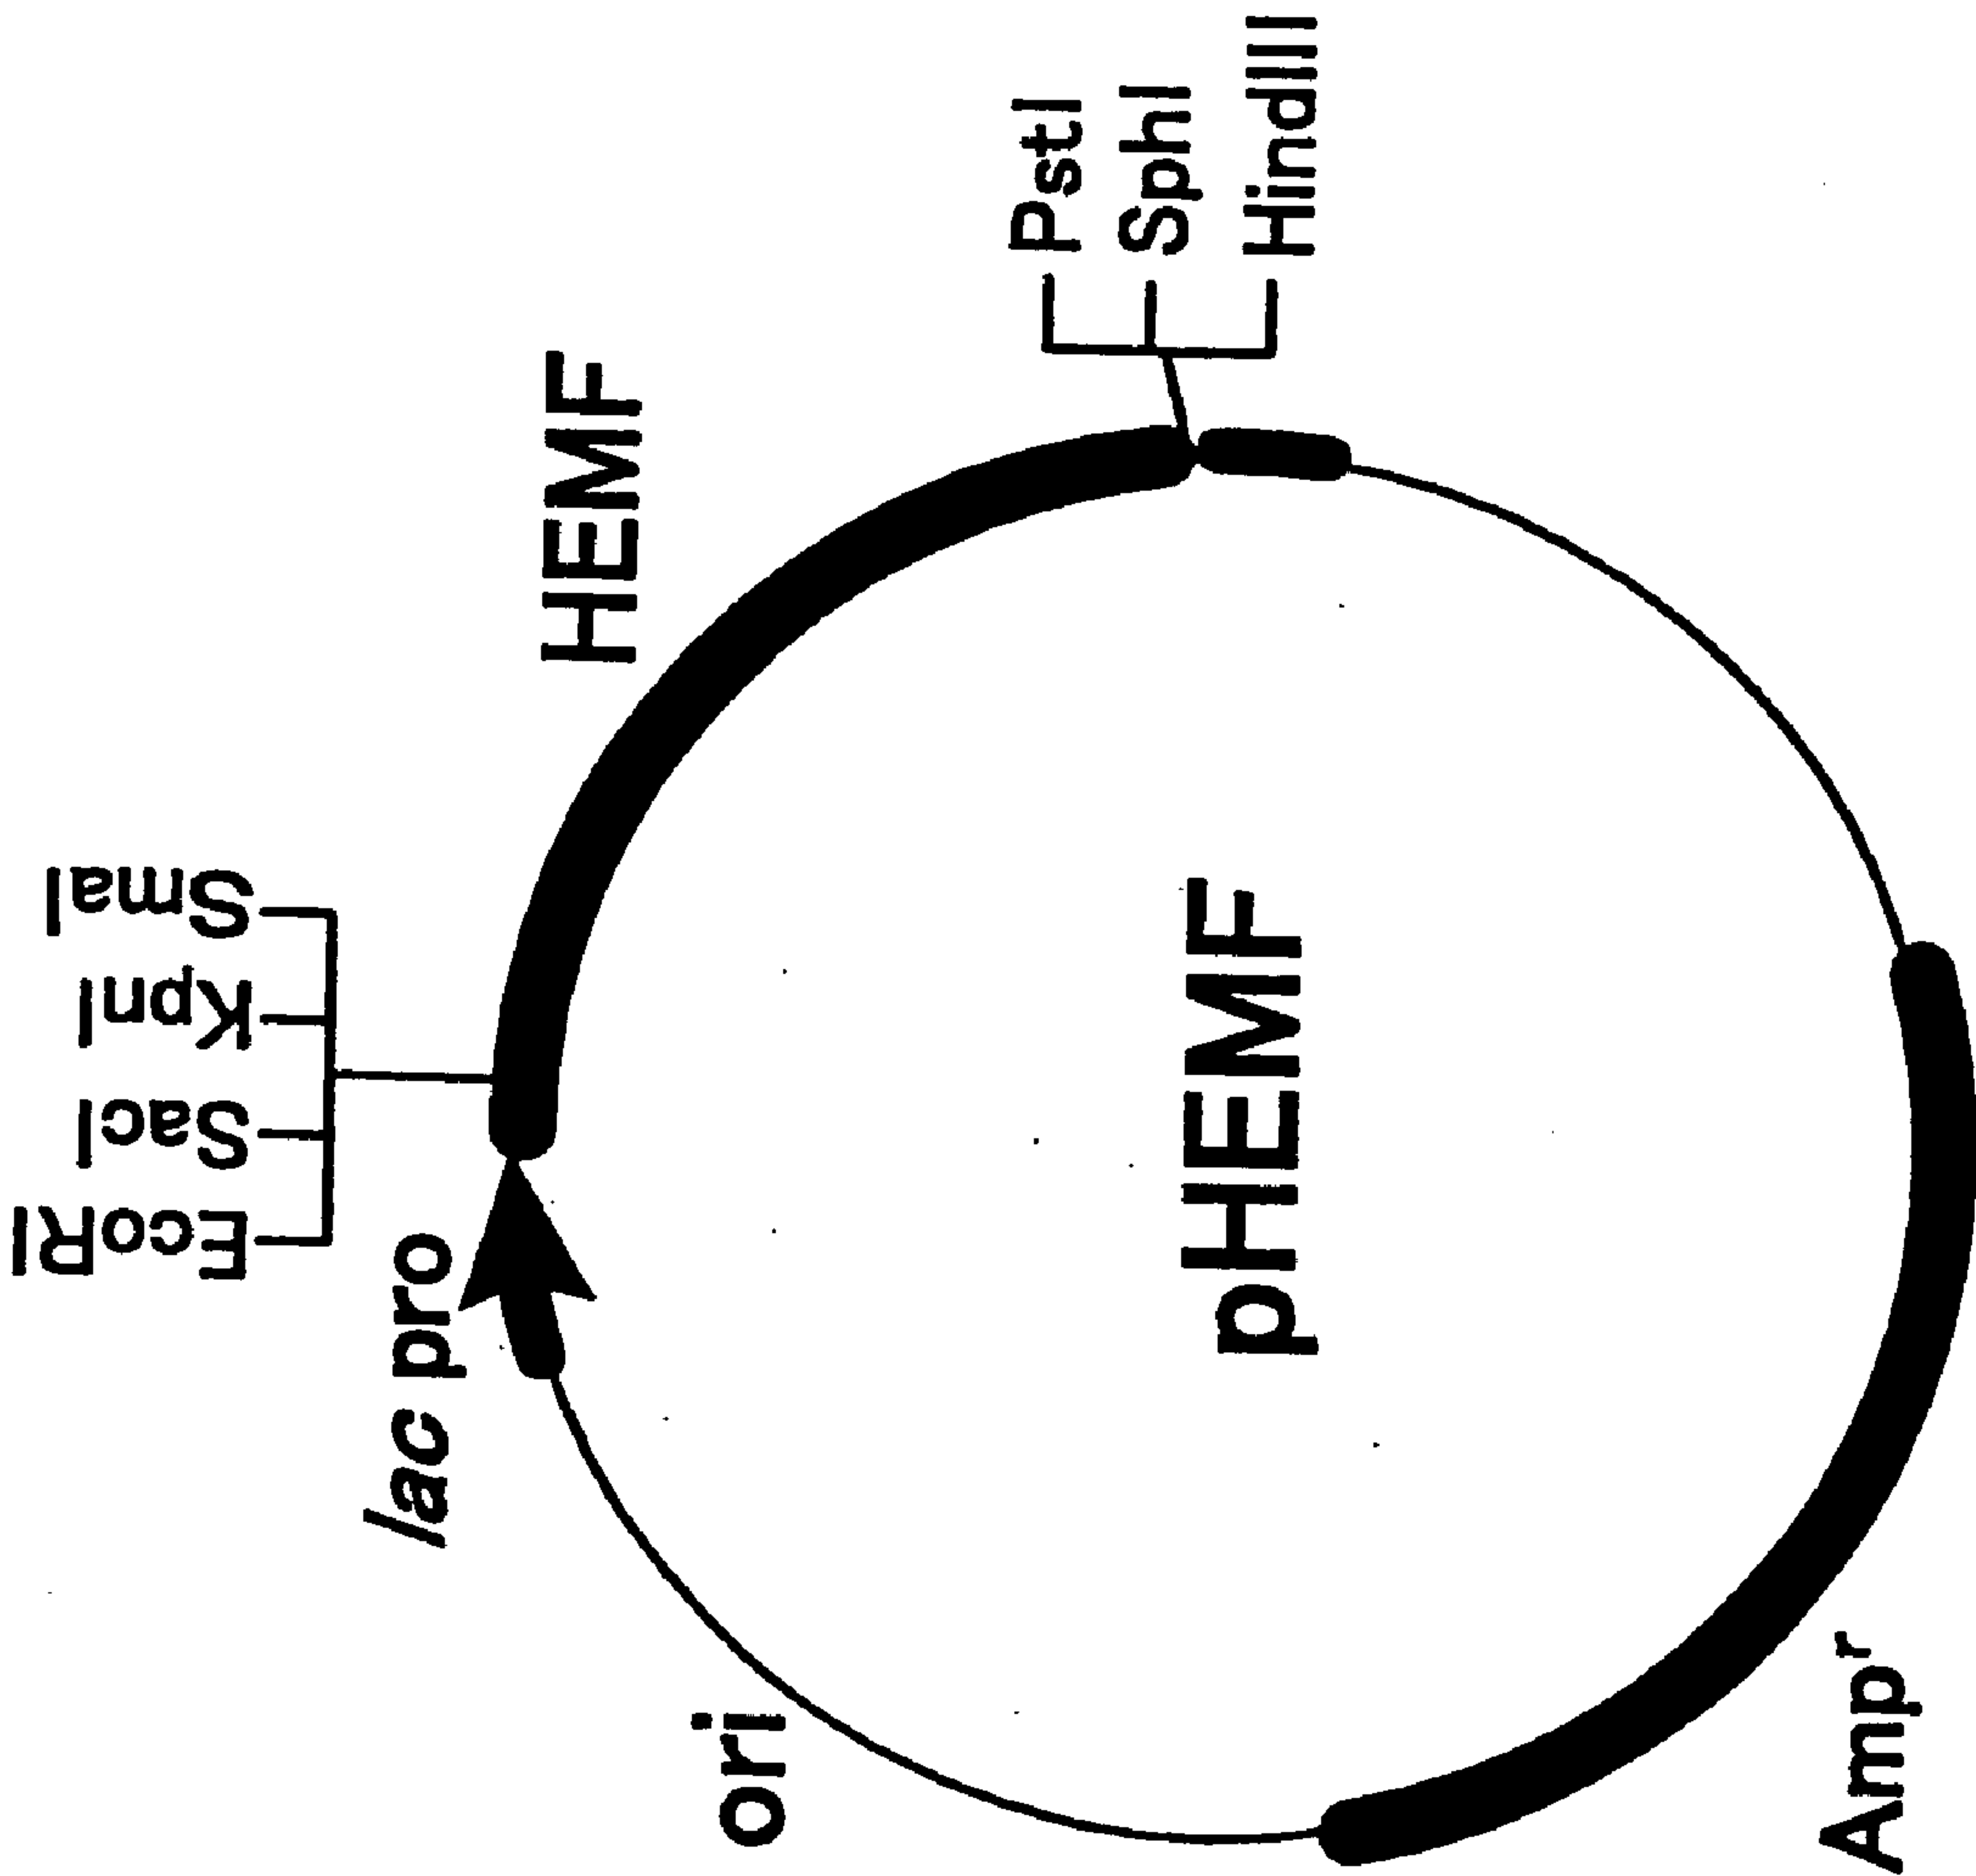 EcoRI
SacI
KpnI
SmaI
lac pro
HEMF
PstI
SphI
HindIII
ori
pHEMF
Ampʳ